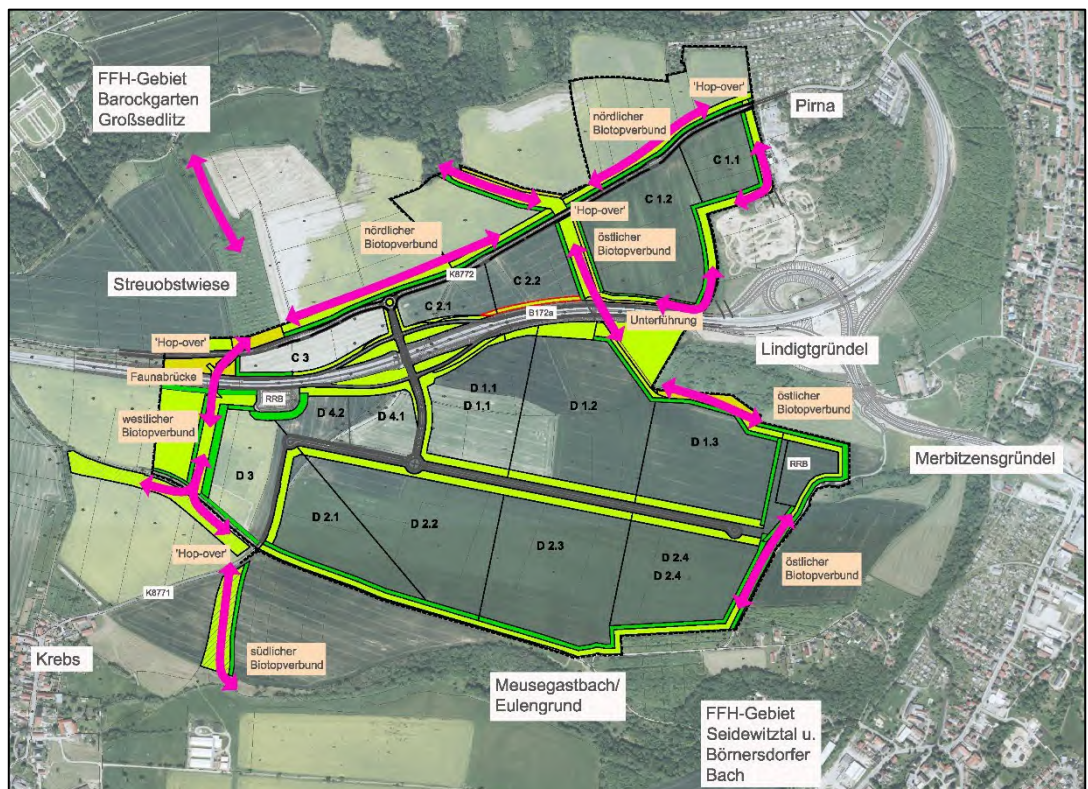 FFH-Gebiet
Barockgarten
Großsedlitz
'Hop-over'
Pirna
nördlicher
Biotopverbund
C 1.1
C 1.2
'Hop-over'
nördlicher
Biotopverbund
östlicher
Biotopverbund
K8772
C 2.2
Streuobstwiese
C 2.1
B172a
Unterführung
'Hop-over'
C 3
Lindigtgründel
Faunabrücke
RRB
D 1.1
D 1.1
D 1.2
westlicher
Biotopverbund
D 4.2
D 4.1
östlicher
Biotopverbund
D 1.3
Merbitzensgründel
RRB
D 3
D 2.1
D 2.2
D 2.3
D 2.4
D 2.4
'Hop-over'
östlicher
Biotopverbund
K8771
Krebs
südlicher
Biotopverbund
Meusegastbach/
Eulengrund
FFH-Gebiet
Seidewitztal u.
Börnersdorfer
Bach